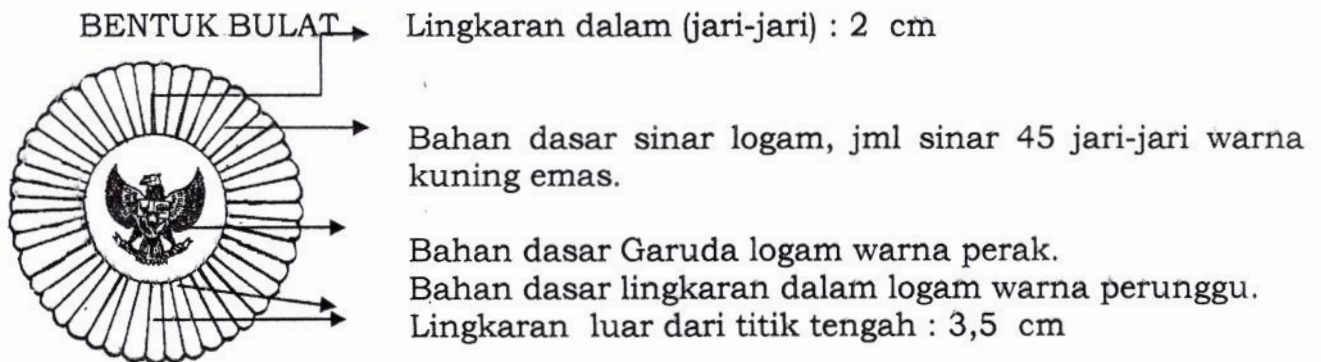 BENTUK BULAT
Lingkaran dalam (jari-jari) : 2 cm
Bahan dasar sinar logam, jml sinar 45 jari-jari warna
kuning emas.
Bahan dasar Garuda logam warna perak.
Bahan dasar lingkaran dalam logam warna perunggu.
Lingkaran luar dari titik tengah : 3,5 cm